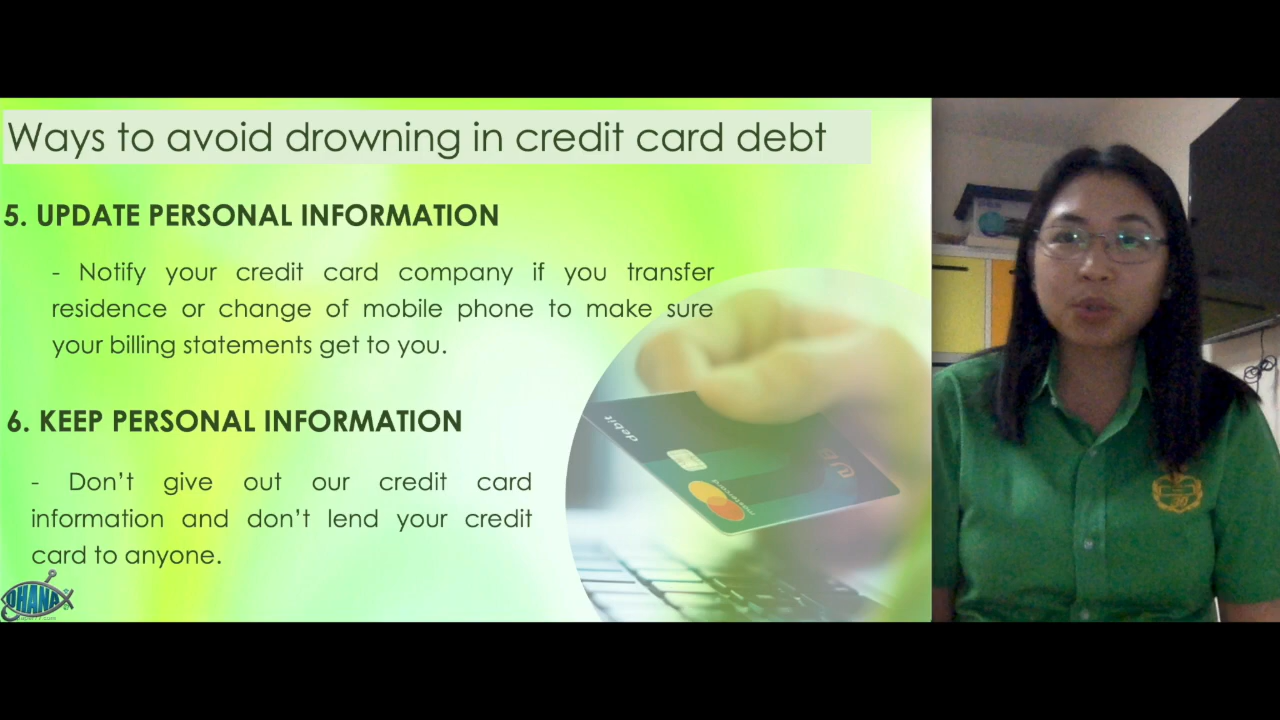 Ways to avoid drowning in credit card debt
5. UPDATE PERSONAL INFORMATION
- Notify your credit card company if you transfer
residence or change of mobile phone to make sure
your billing statements get to you.
6. KEEP PERSONAL INFORMATION
- Don't give out our credit card
information and don't lend your credit
card to anyone.
debit
mastercard
OHANA